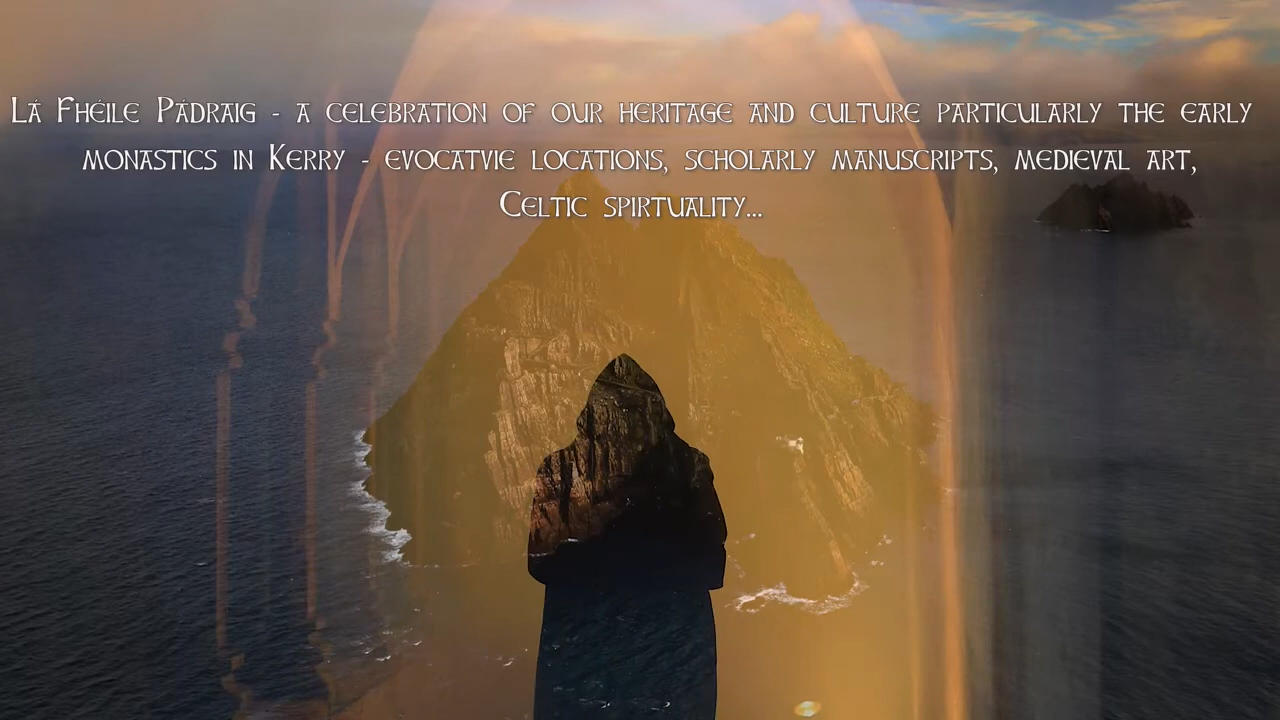 Lá Fhéile Pádraig - a celebration of our heritage and culture particularly the early
monastics in Kerry - evocatvie locations, scholarly manuscripts, medieval art,
Celtic spirtuality...